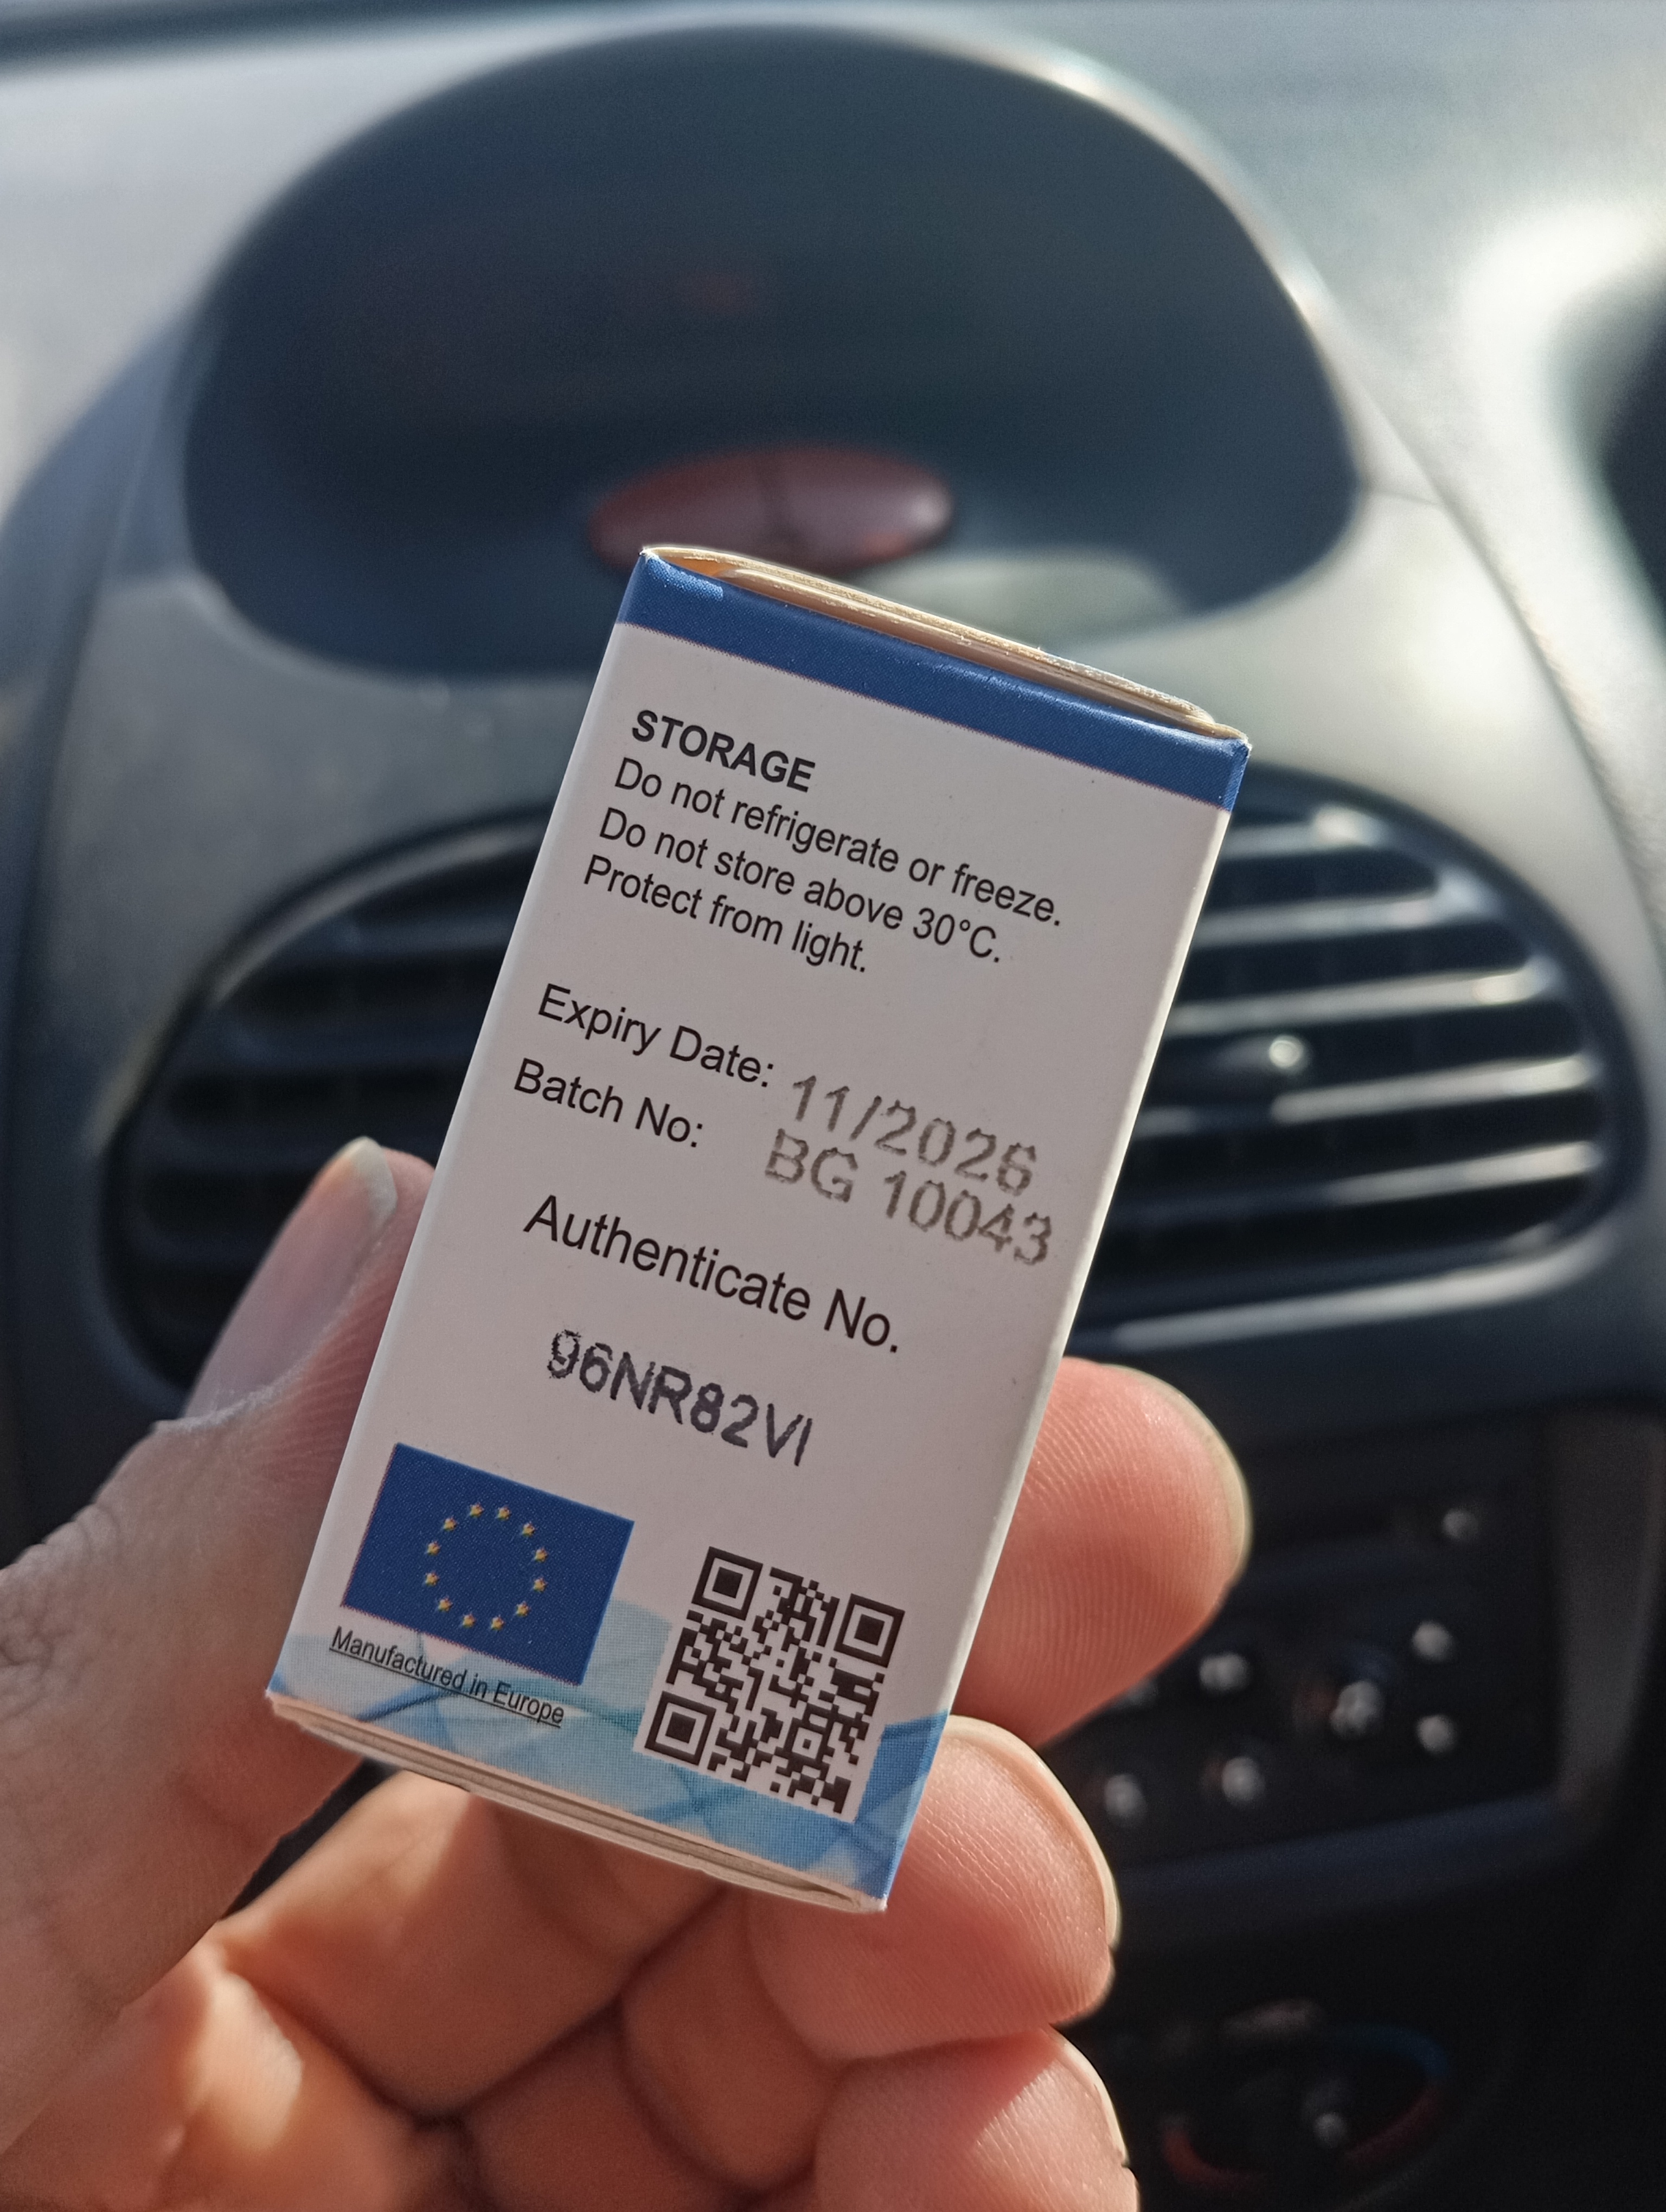 STORAGE
Do not refrigerate or freeze.
Do not store above 30°C.
Protect from light.
Expiry Date: 11/2026
Batch No: BG 10043
Authenticate No.
96NR82VI
Manufactured in Europe